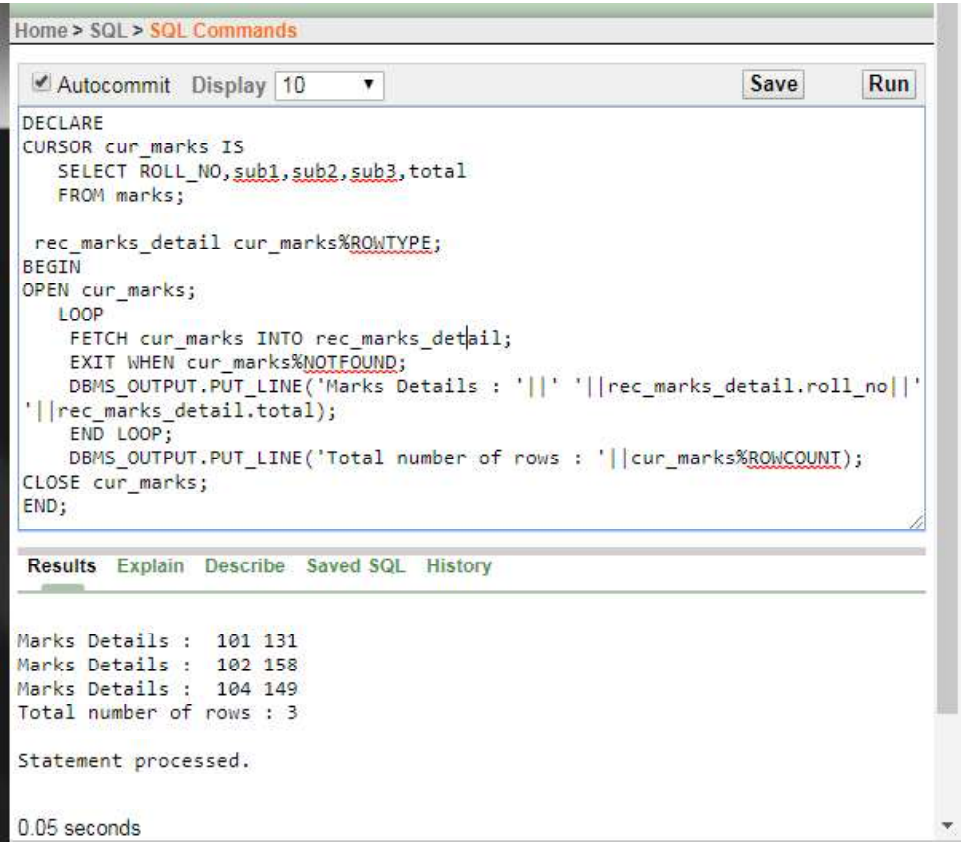 Home > SQL > SQL Commands
Autocommit Display 10 Save Run
DECLARE
CURSOR cur_marks IS
SELECT ROLL_NO,sub1,sub2,sub3,total
FROM marks;
rec_marks_detail cur_marks%ROWTYPE;
BEGIN
OPEN cur_marks;
LOOP
FETCH cur_marks INTO rec_marks_detail;
EXIT WHEN cur_marks%NOTFOUND;
DBMS_OUTPUT.PUT_LINE('Marks Details : '||' '||rec_marks_detail.roll_no||'
'||rec_marks_detail.total);
END LOOP;
DBMS_OUTPUT.PUT_LINE('Total number of rows : '||cur_marks%ROWCOUNT);
CLOSE cur_marks;
END;
Results Explain Describe Saved SQL History
Marks Details :  101 131
Marks Details :  102 158
Marks Details :  104 149
Total number of rows : 3
Statement processed.
0.05 seconds